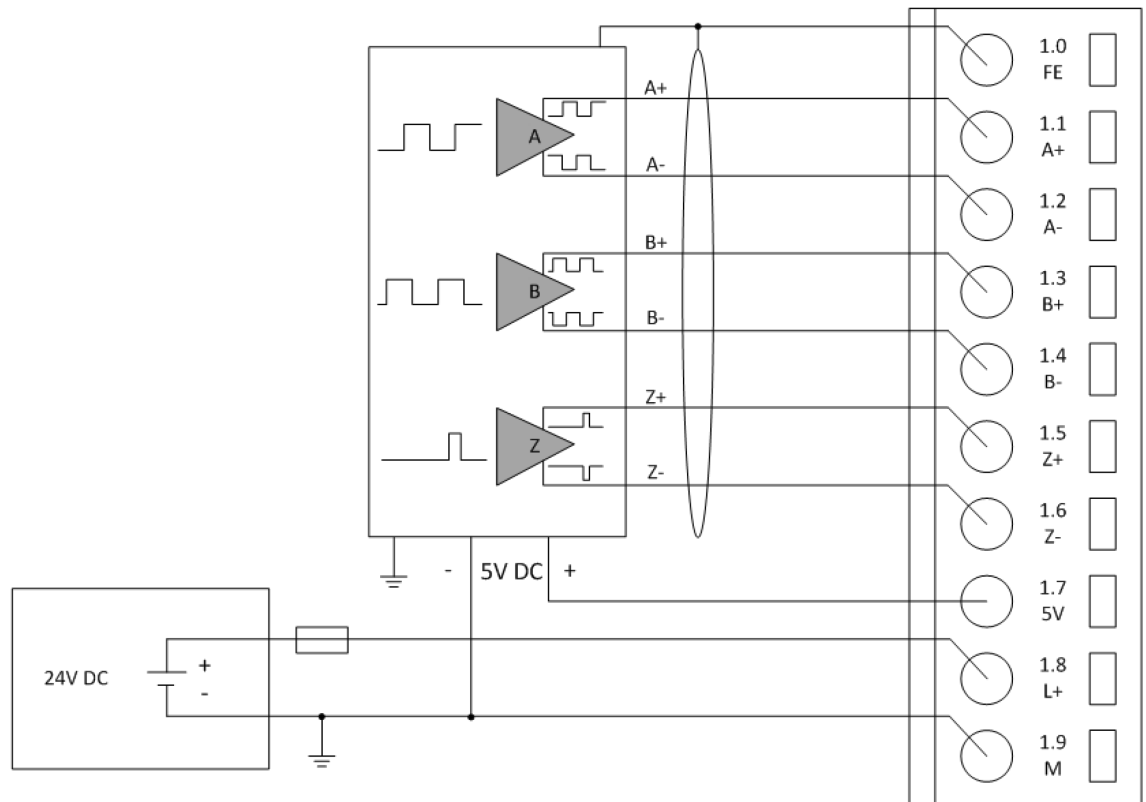 1.0
FE
A+
A
1.1
A+
A-
1.2
A-
B+
B
1.3
B+
B-
1.4
B-
Z+
Z
1.5
Z+
Z-
1.6
Z-
- 5V DC +
1.7
5V
24V DC
+
-
1.8
L+
1.9
M